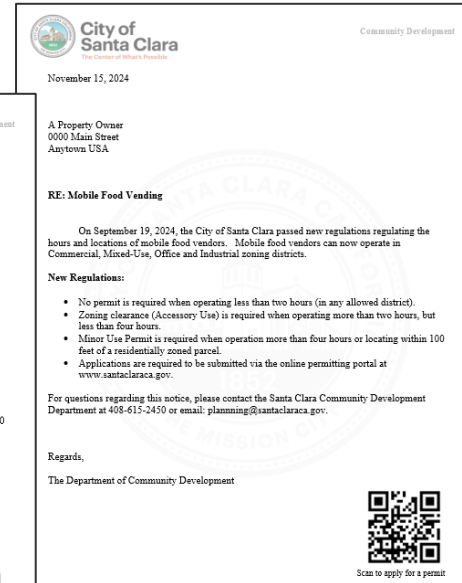 City of
Santa Clara
The Center of What's Possible
Community Development
November 15, 2024
A Property Owner
0000 Main Street
Anytown USA
RE: Mobile Food Vending
On September 19, 2024, the City of Santa Clara passed new regulations regulating the
hours and locations of mobile food vendors. Mobile food vendors can now operate in
Commercial, Mixed-Use, Office and Industrial zoning districts.
New Regulations:
• No permit is required when operating less than two hours (in any allowed district).
• Zoning clearance (Accessory Use) is required when operating more than two hours, but
less than four hours.
• Minor Use Permit is required when operation more than four hours or locating within 100
feet of a residentially zoned parcel.
• Applications are required to be submitted via the online permitting portal at
www.santaclaraca.gov.
For questions regarding this notice, please contact the Santa Clara Community Development
Department at 408-615-2450 or email: plannning@santaclaraca.gov.
Regards,
The Department of Community Development
Scan to apply for a permit